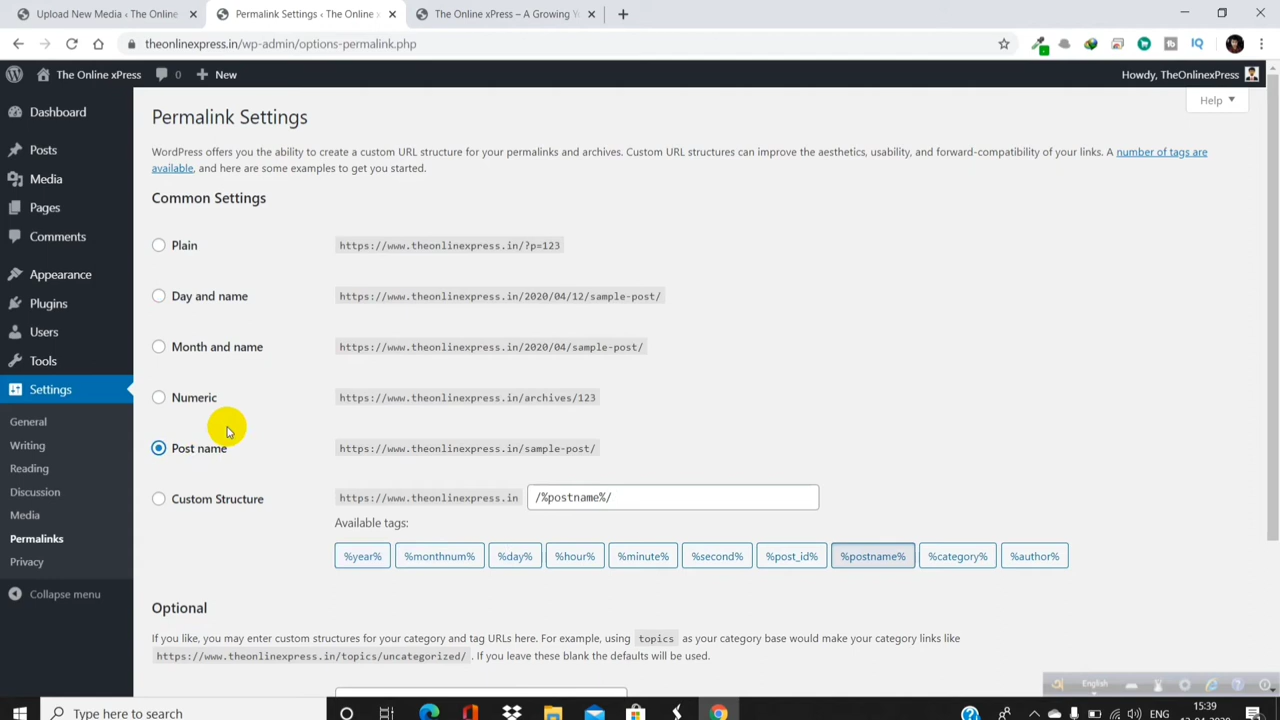 Upload New Media ‹ The Online
Permalink Settings ‹ The Online x
The Online xPress – A Growing Y
theonlinexpress.in/wp-admin/options-permalink.php
The Online xPress 0 New Howdy, TheOnlinexPress
Help
Dashboard
Posts
Media
Pages
Comments
Appearance
Plugins
Users
Tools
Settings
General
Writing
Reading
Discussion
Media
Permalinks
Privacy
Collapse menu
Permalink Settings
WordPress offers you the ability to create a custom URL structure for your permalinks and archives. Custom URL structures can improve the aesthetics, usability, and forward-compatibility of your links. A number of tags are
available, and here are some examples to get you started.
Common Settings
Plain https://www.theonlinexpress.in/?p=123
Day and name https://www.theonlinexpress.in/2020/04/12/sample-post/
Month and name https://www.theonlinexpress.in/2020/04/sample-post/
Numeric https://www.theonlinexpress.in/archives/123
Post name https://www.theonlinexpress.in/sample-post/
Custom Structure https://www.theonlinexpress.in /%postname%/
Available tags:
%year% %monthnum% %day% %hour% %minute% %second% %post_id% %postname% %category% %author%
Optional
If you like, you may enter custom structures for your category and tag URLs here. For example, using topics as your category base would make your category links like
https://www.theonlinexpress.in/topics/uncategorized/ . If you leave these blank the defaults will be used.
English
Type here to search
ENG
15:39